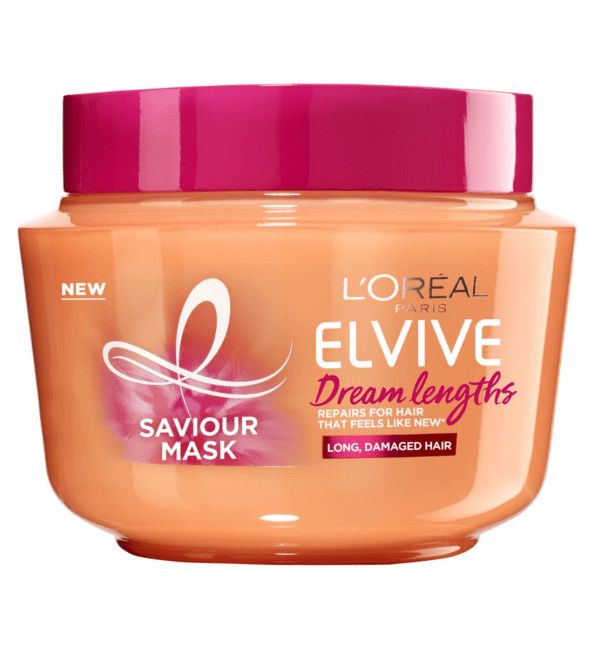 NEW
SAVIOUR
MASK
L'ORÉAL
PARIS
ELVIVE
Dream lengths
REPAIRS FOR HAIR
THAT FEELS LIKE NEW*
LONG, DAMAGED HAIR